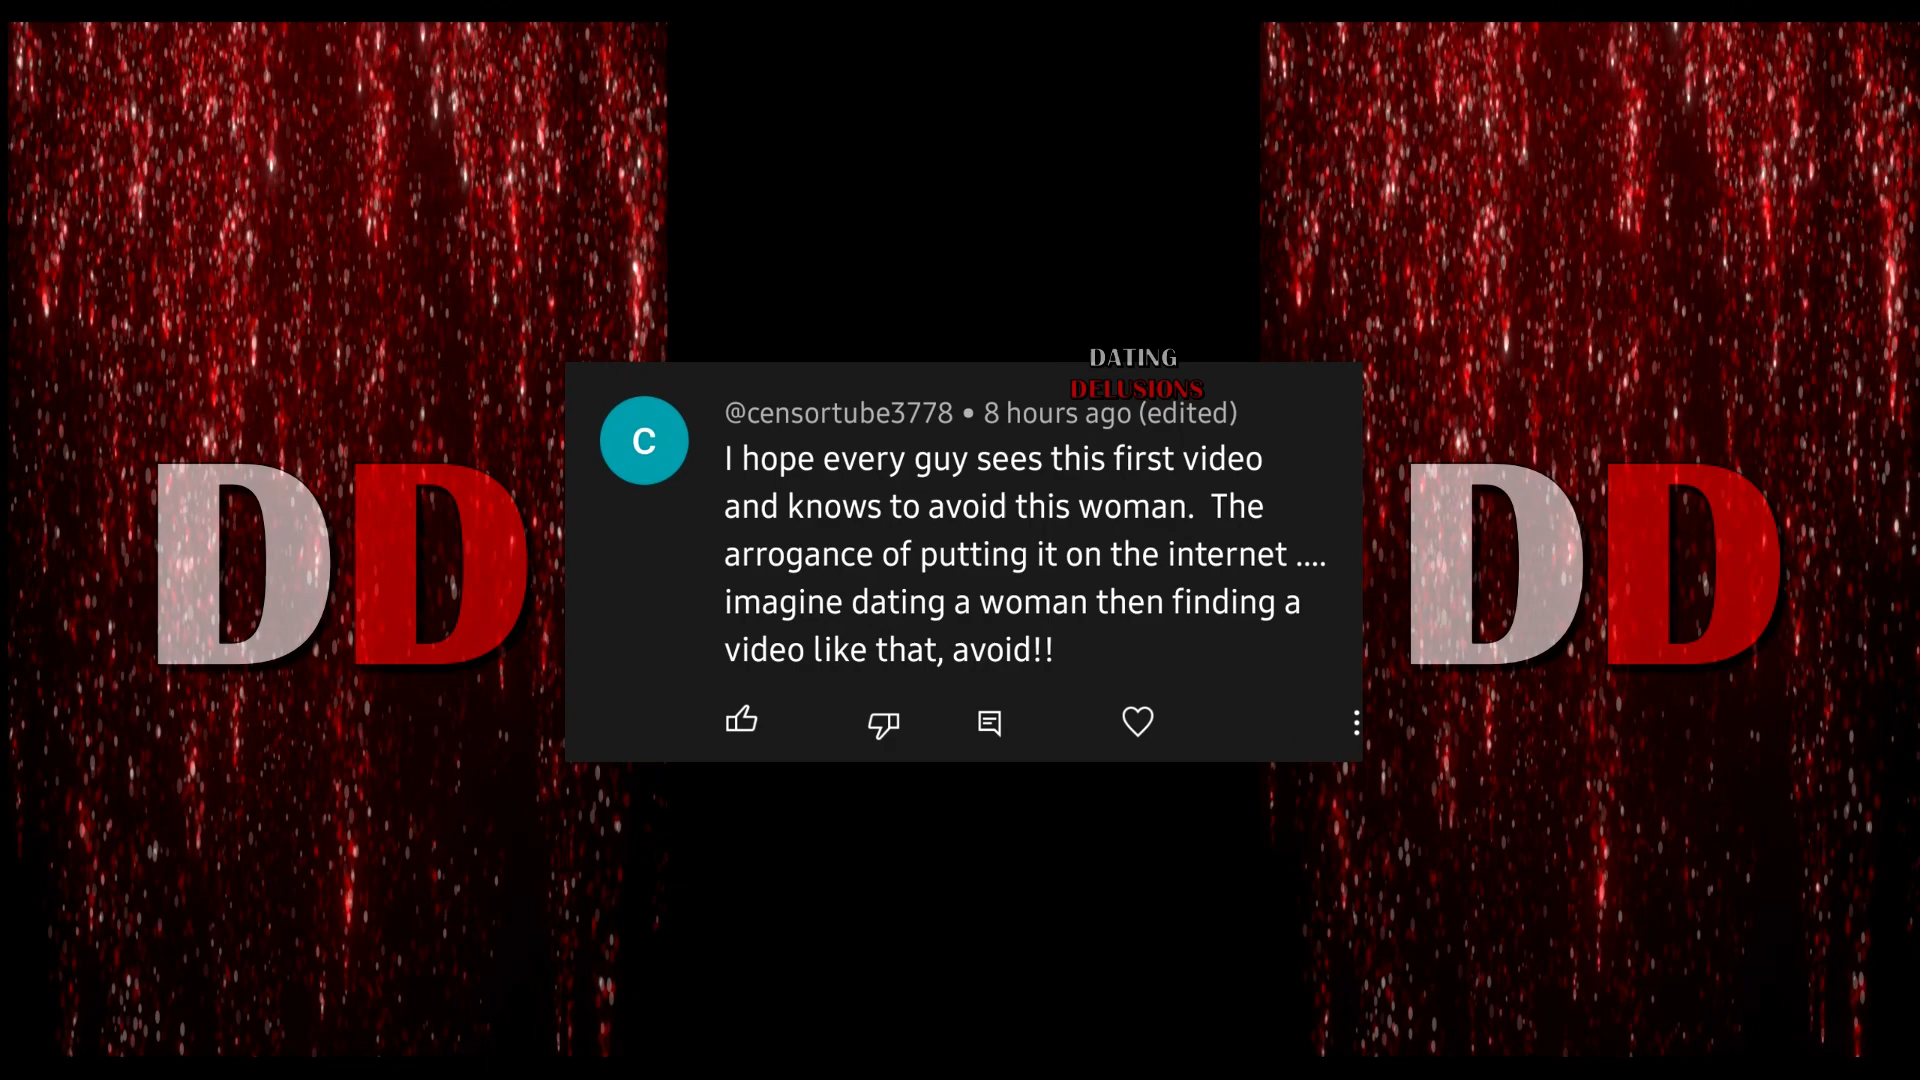 DATING
DELUSIONS
DD
DD
C
@censortube3778 • 8 hours ago (edited)
I hope every guy sees this first video
and knows to avoid this woman.  The
arrogance of putting it on the internet ....
imagine dating a woman then finding a
video like that, avoid!!